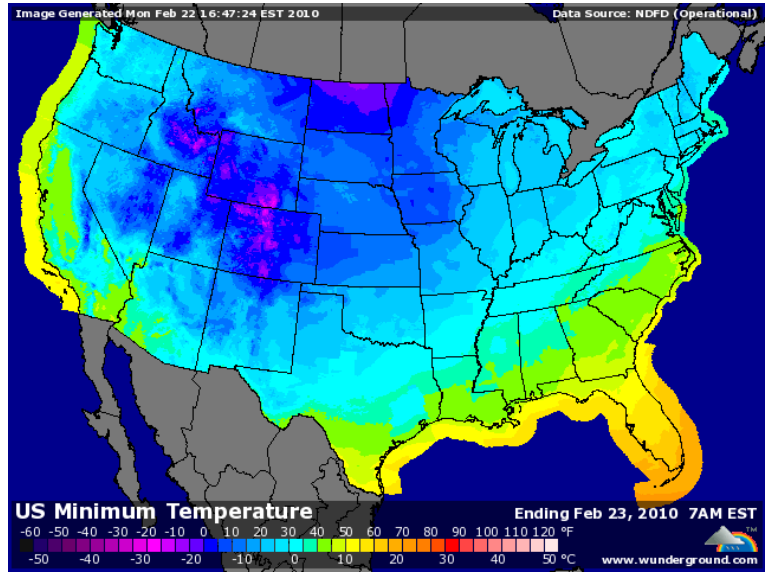 Image Generated Mon Feb 22 16:47:24 EST 2010 Data Source: NDFD (Operational)
US Minimum Temperature Ending Feb 23, 2010 7AM EST
-60 -50 -40 -30 -20 -10 0 10 20 30 40 50 60 70 80 90 100 110 120 °F
-50 -40 -30 -20 -10 0 10 20 30 40 50 °C
TM
www.wunderground.com